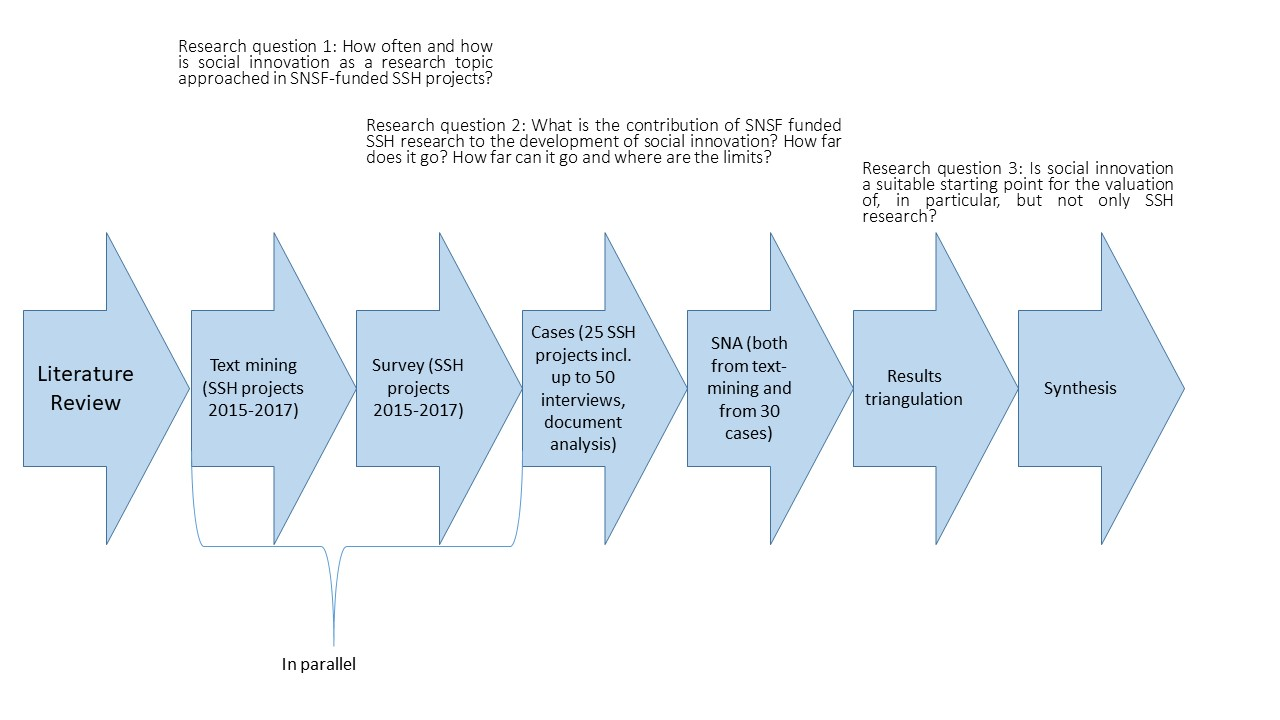 Research question 1: How often and how
is social innovation as a research topic
approached in SNSF-funded SSH projects?
Research question 2: What is the contribution of SNSF funded
SSH research to the development of social innovation? How far
does it go? How far can it go and where are the limits?
Research question 3: Is social innovation
a suitable starting point for the valuation
of, in particular, but not only SSH
research?
Literature
Review
Text mining
(SSH projects
2015-2017)
Survey (SSH
projects
2015-2017)
Cases (25 SSH
projects incl.
up to 50
interviews,
document
analysis)
SNA (both
from text-
mining and
from 30
cases)
Results
triangulation
Synthesis
In parallel